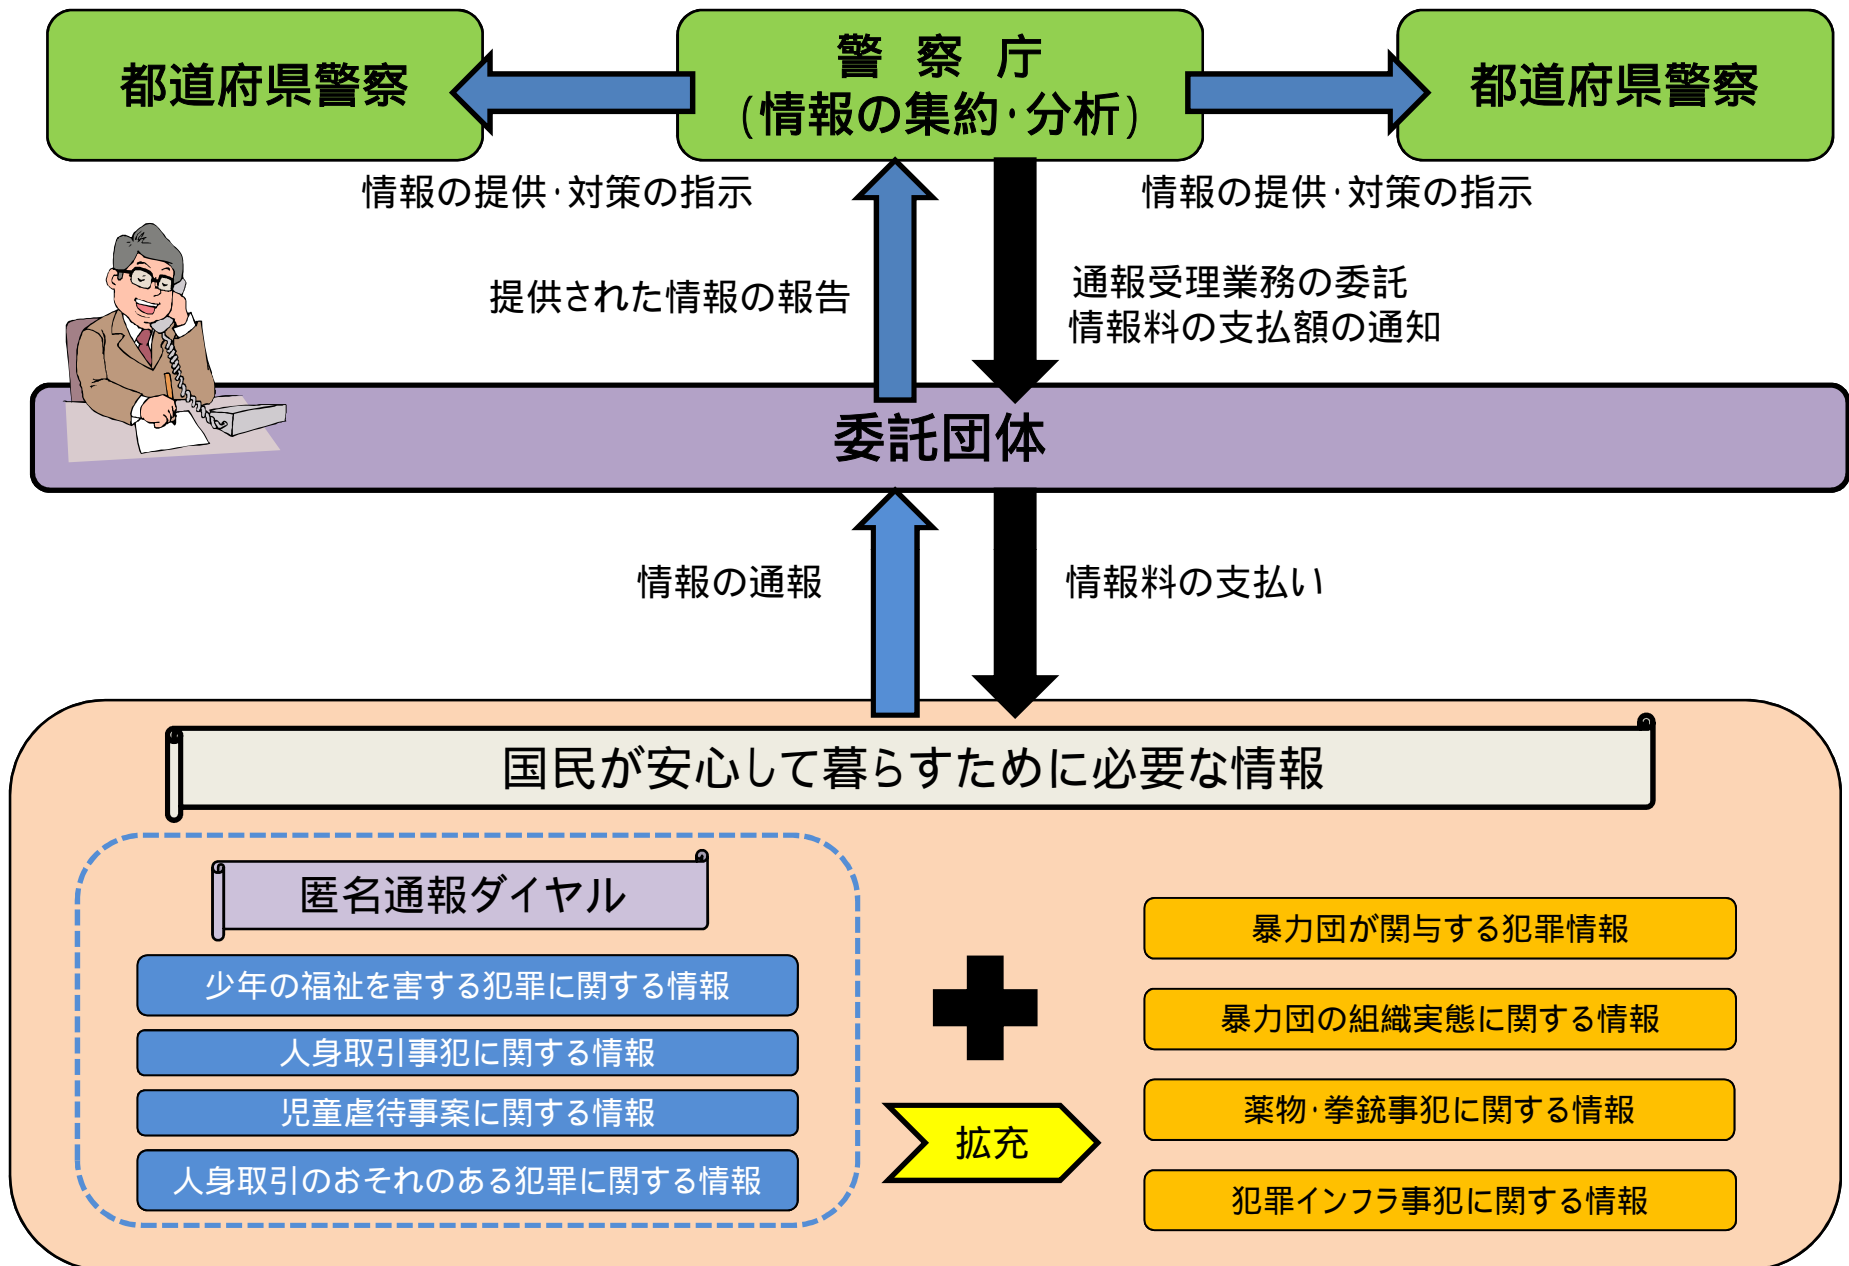 都道府県警察
警察庁
(情報の集約・分析)
都道府県警察
情報の提供・対策の指示
情報の提供・対策の指示
提供された情報の報告
通報受理業務の委託
情報料の支払額の通知
委託団体
情報の通報
情報料の支払い
国民が安心して暮らすために必要な情報
匿名通報ダイヤル
少年の福祉を害する犯罪に関する情報
人身取引事犯に関する情報
児童虐待事案に関する情報
人身取引のおそれのある犯罪に関する情報
拡充
暴力団が関与する犯罪情報
暴力団の組織実態に関する情報
薬物・拳銃事犯に関する情報
犯罪インフラ事犯に関する情報